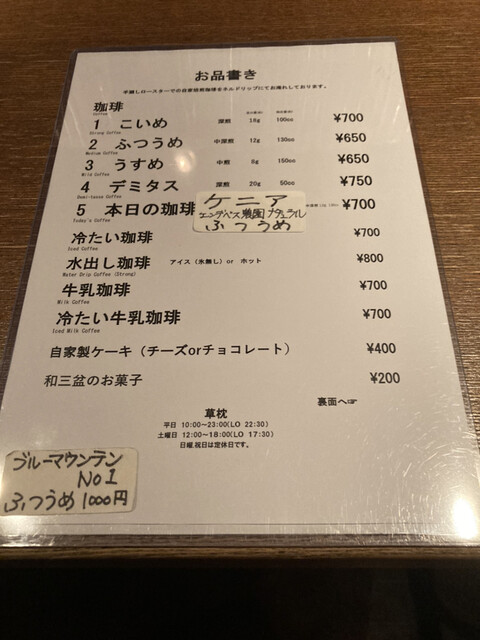 お品書き
手廻しロースターでの自家焙煎珈琲をネルドリップにてお淹れしております。
珈琲
Coffee
1 こいめ 深煎 18g 100cc ¥700
Strong Coffee
2 ふつうめ 中深煎 12g 130cc ¥650
Medium Coffee
3 うすめ 中煎 8g 150cc ¥650
Mild Coffee
4 デミタス 深煎 20g 50cc ¥750
Demi-tasse Coffee
5 本日の珈琲 ¥700
Today's Coffee
ケニア
農園 ナチュラル
ふつうめ
冷たい珈琲 ¥700
Iced Coffee
水出し珈琲 アイス（氷無し）or ホット ¥800
Water Drip Coffee (Strong)
牛乳珈琲 ¥700
Milk Coffee
冷たい牛乳珈琲 ¥700
Iced Milk Coffee
自家製ケーキ（チーズorチョコレート） ¥400
和三盆のお菓子 ¥200
裏面へ☞
草枕
平日 10:00~23:00(LO 22:30)
土曜日 12:00~18:00(LO 17:30)
日曜、祝日は定休日です。
ブルーマウンテン
No1
ふつうめ 1000円